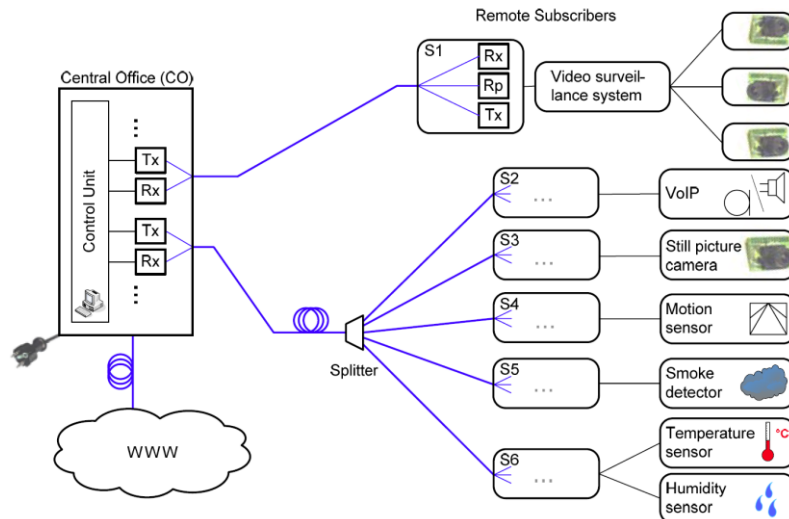 Remote Subscribers
Central Office (CO)
S1
Rx
Rp
Tx
Video surveil-
lance system
...
Control Unit
Tx
Rx
Tx
Rx
...
S2
...
VoIP
S3
...
Still picture
camera
S4
...
Motion
sensor
Splitter
S5
...
Smoke
detector
S6
...
Temperature
sensor
°C
Humidity
sensor
www